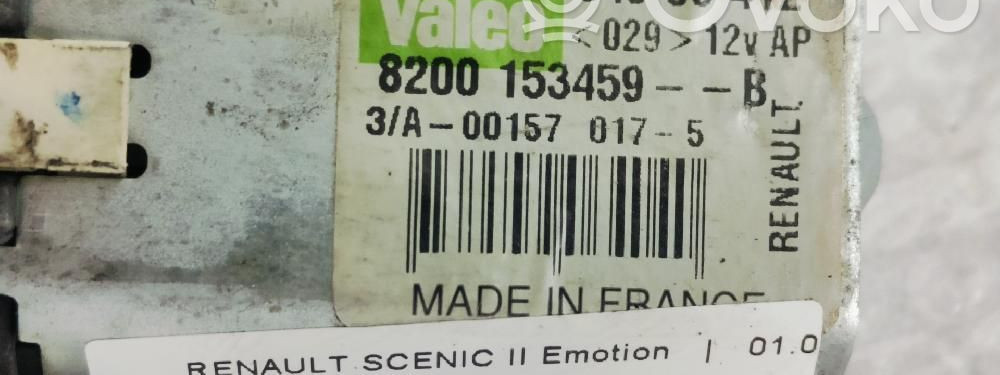 Valeo
OVOKO
<029> 12v AP
8200 153459--B
3/A-00157 017-5
RENAULT
MADE IN FRANCE
RENAULT SCENIC II Emotion | 01.0